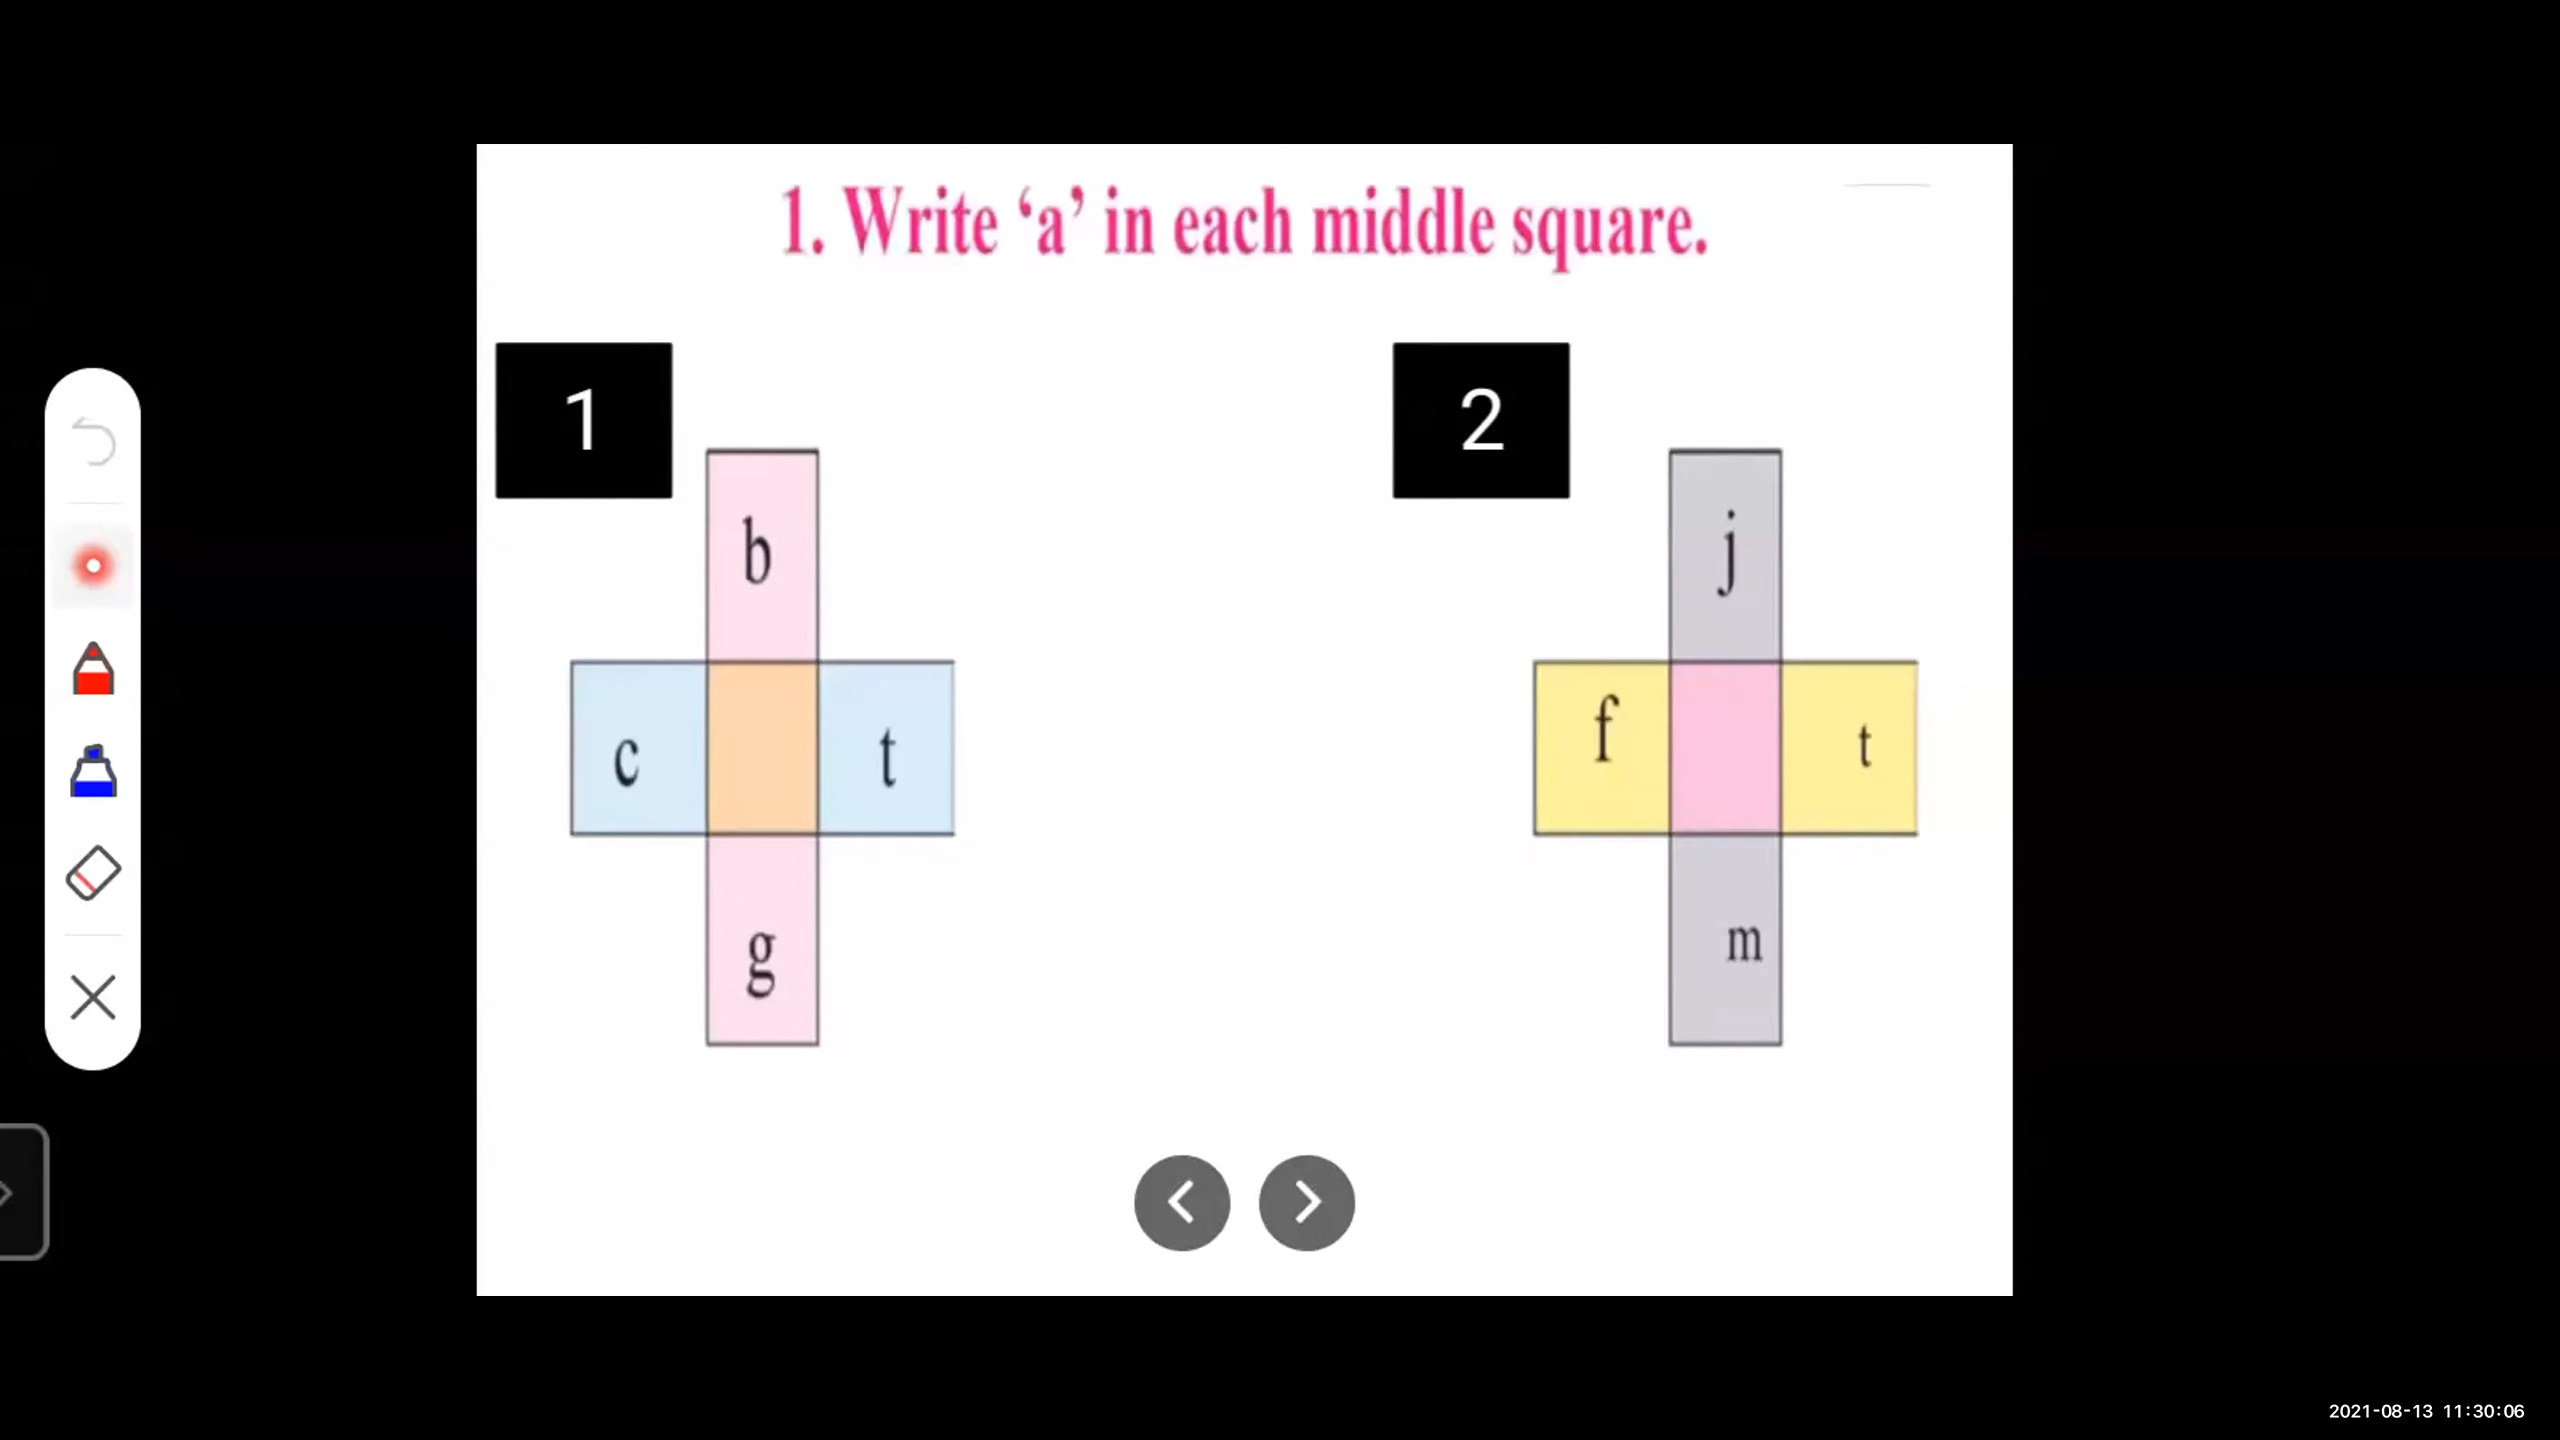 1. Write ‘a’ in each middle square.
1
2
b
j
c
t
f
t
g
m
2021-08-13 11:30:06